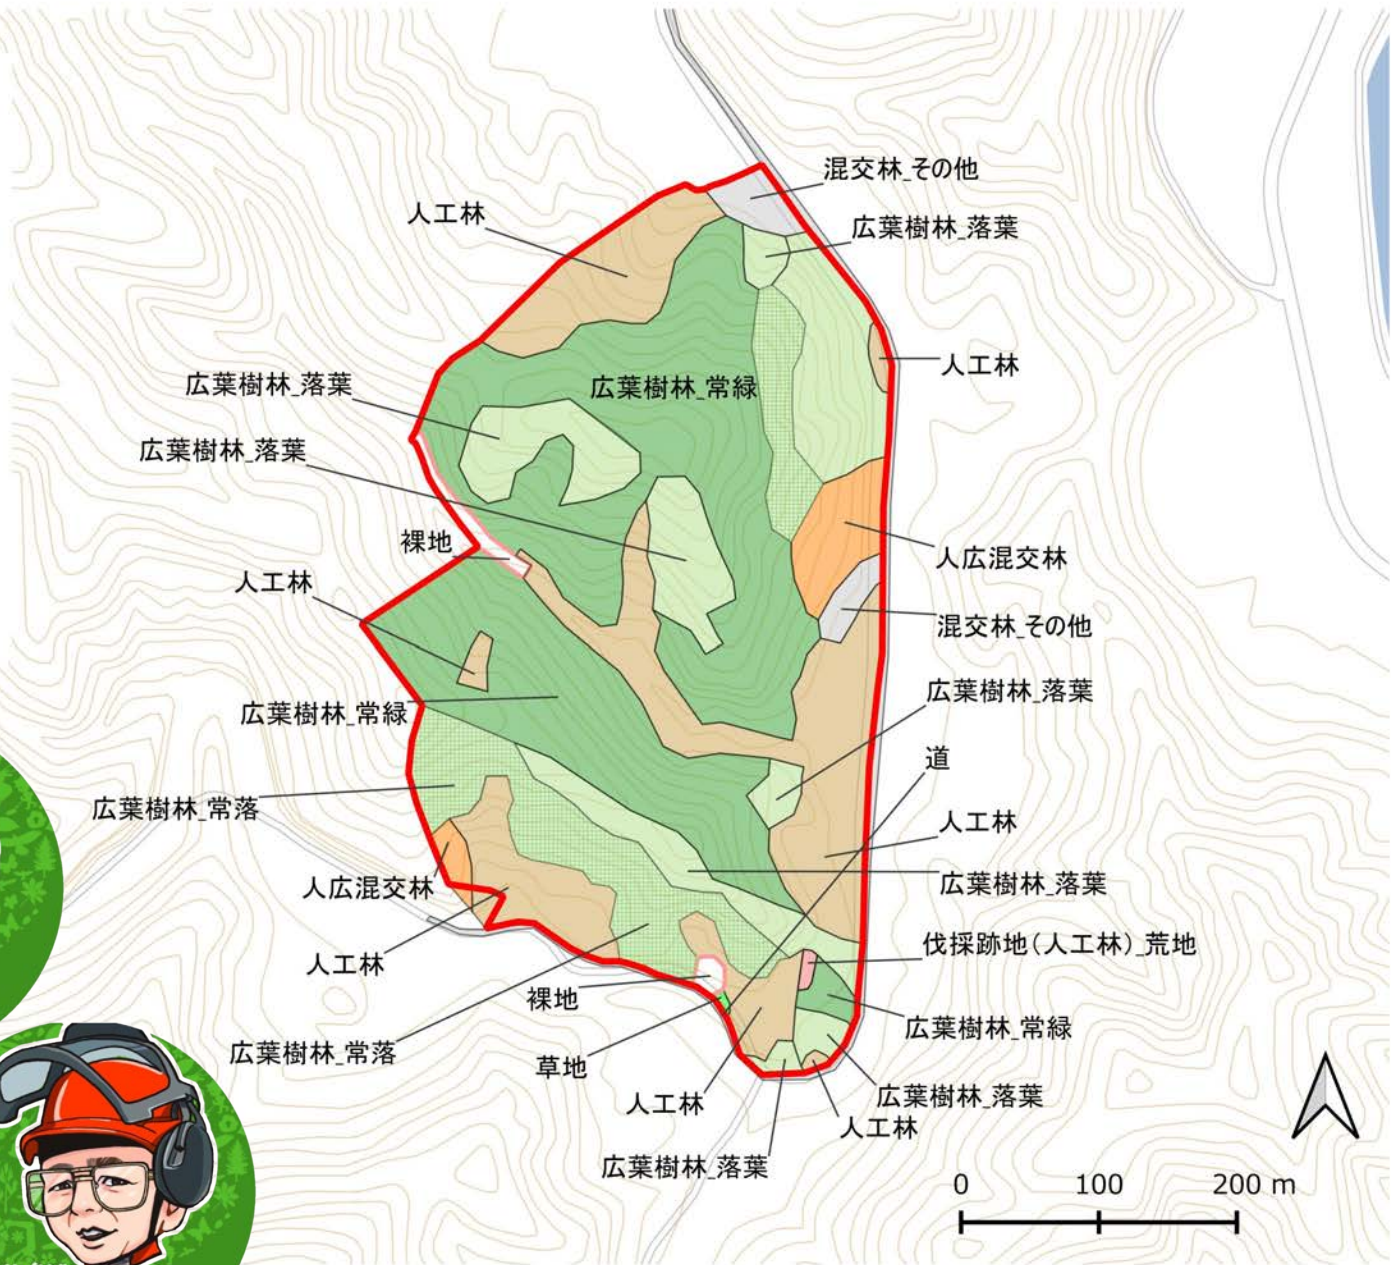 混交林_その他
人工林
広葉樹林_落葉
人工林
広葉樹林_落葉
広葉樹林_常緑
広葉樹林_落葉
裸地
人広混交林
人工林
混交林_その他
広葉樹林_落葉
広葉樹林_常緑
道
広葉樹林_常落
人工林
人広混交林
広葉樹林_落葉
伐採跡地(人工林)_荒地
人工林
裸地
広葉樹林_常緑
広葉樹林_常落
草地
広葉樹林_落葉
人工林
人工林
広葉樹林_落葉
0 100 200 m